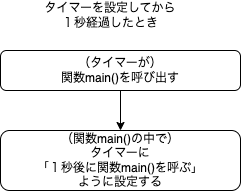 タイマーを設定してから
１秒経過したとき
（タイマーが）
関数main()を呼び出す
（関数main()の中で）
タイマーに
「１秒後に関数main()を呼ぶ」
ように設定する